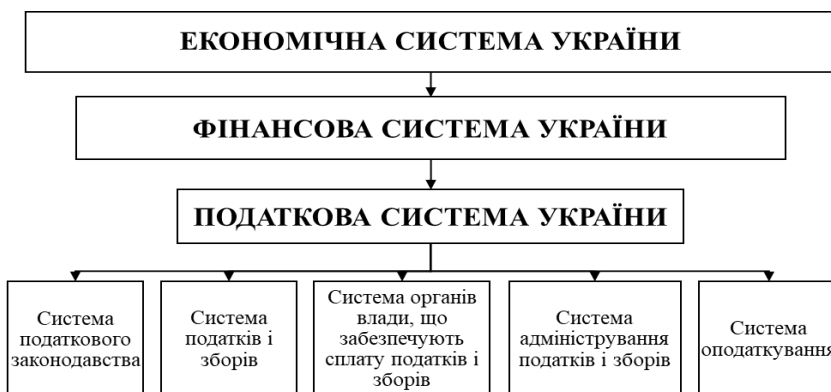 ЕКОНОМІЧНА СИСТЕМА УКРАЇНИ
ФІНАНСОВА СИСТЕМА УКРАЇНИ
ПОДАТКОВА СИСТЕМА УКРАЇНИ
Система
податкового
законодавства
Система
податків і
зборів
Система органів
влади, що
забезпечують
сплату податків і
зборів
Система
адміністрування
податків і зборів
Система
оподаткування